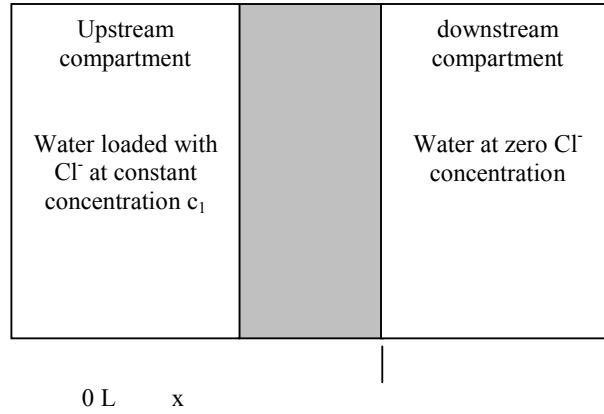 Upstream
compartment
Water loaded with
Cl⁻ at constant
concentration c₁
downstream
compartment
Water at zero Cl⁻
concentration
0 L x